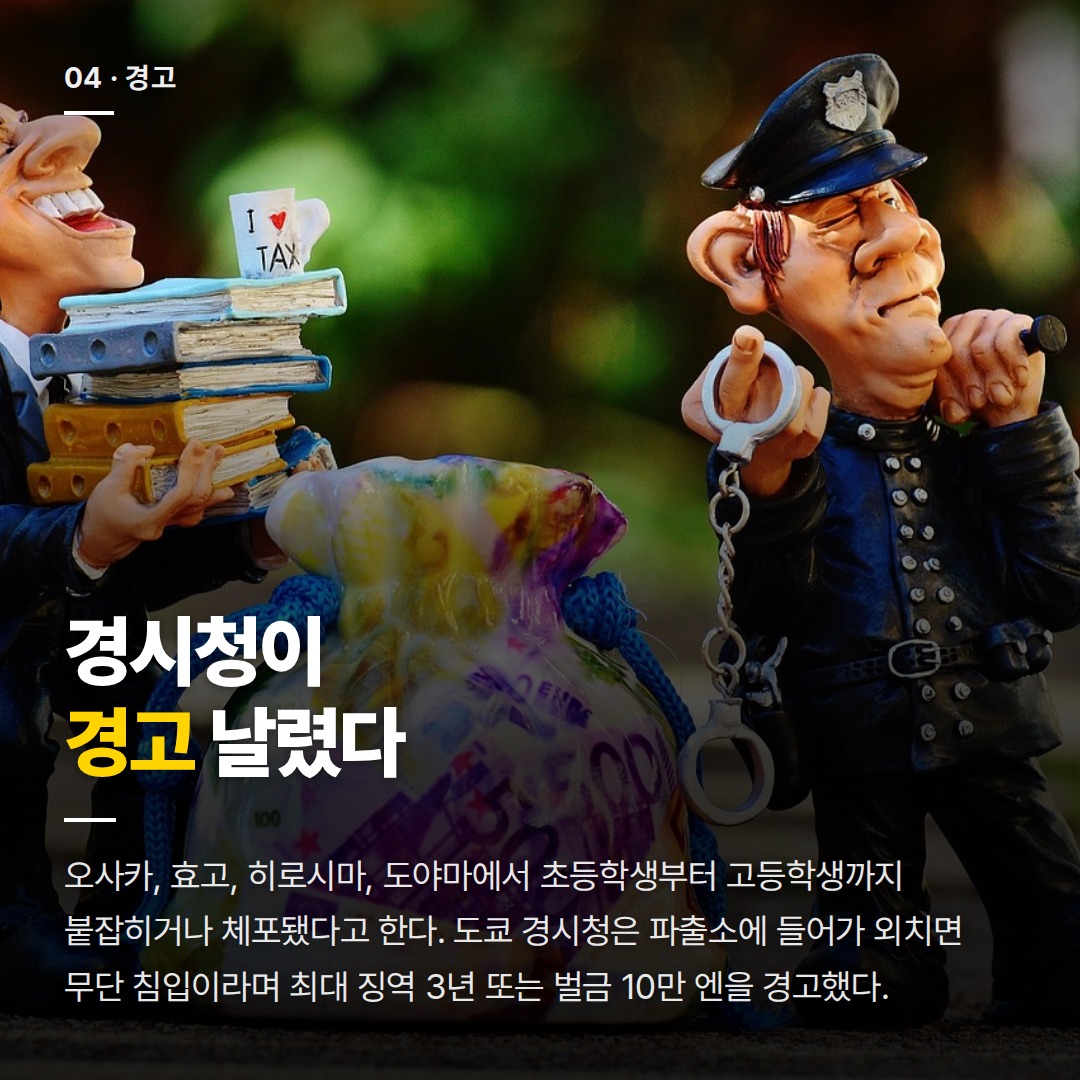 04 · 경고
I ♥
TAX
경시청이
경고 날렸다
100
500
오사카, 효고, 히로시마, 도야마에서 초등학생부터 고등학생까지
붙잡히거나 체포됐다고 한다. 도쿄 경시청은 파출소에 들어가 외치면
무단 침입이라며 최대 징역 3년 또는 벌금 10만 엔을 경고했다.